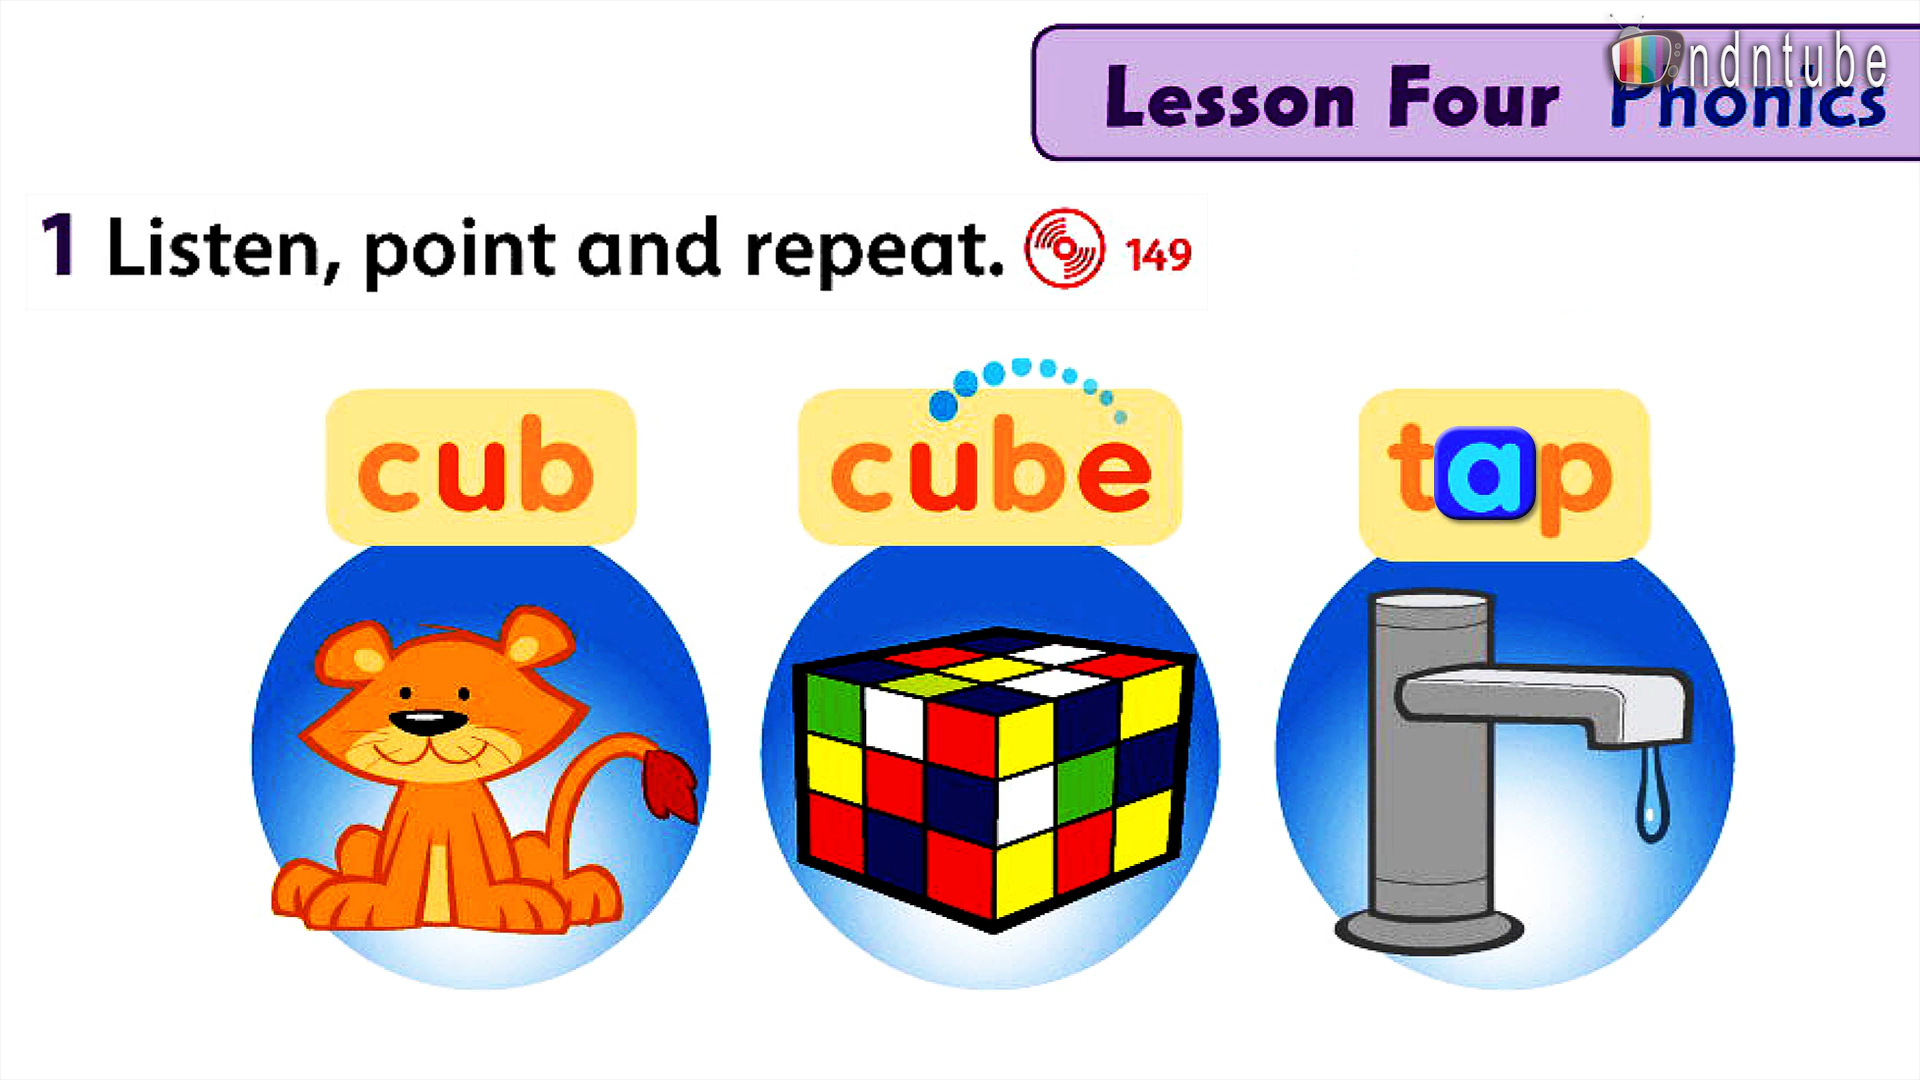 ndntube
Lesson Four Phonics
1 Listen, point and repeat. 149
cub cube tap